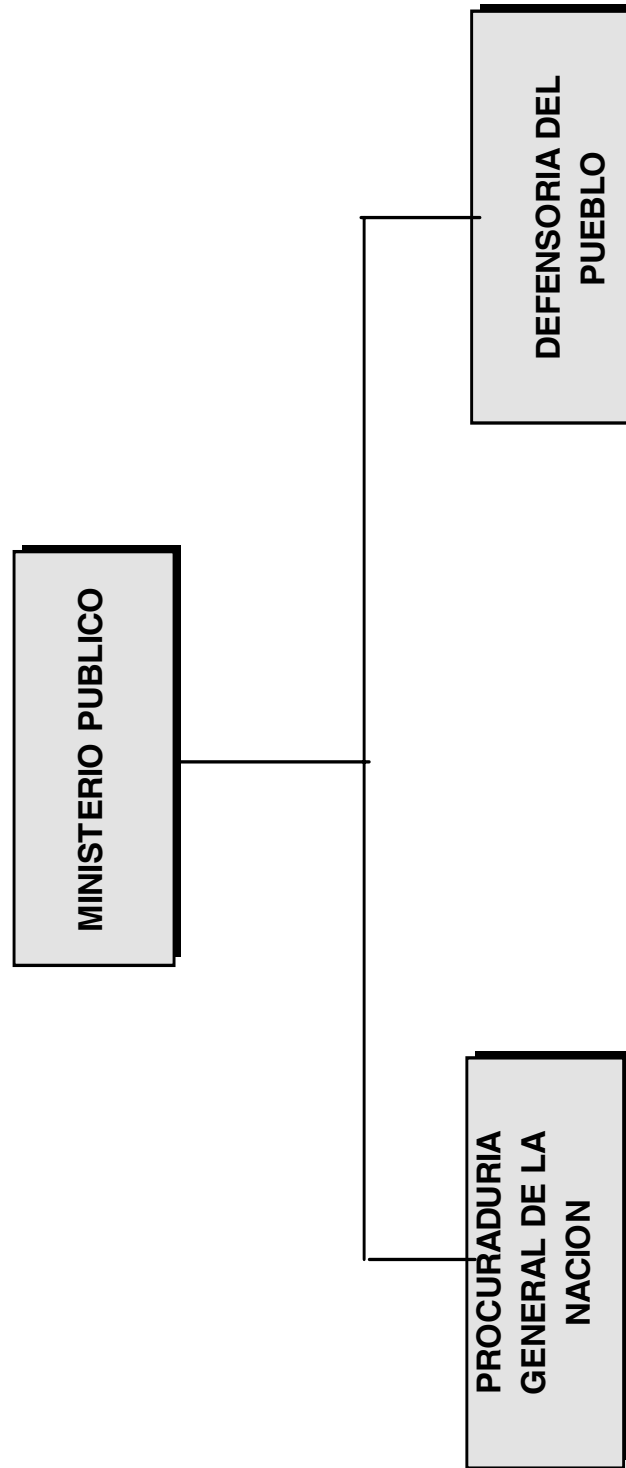 MINISTERIO PUBLICO
PROCURADURIA
GENERAL DE LA
NACION
DEFENSORIA DEL
PUEBLO